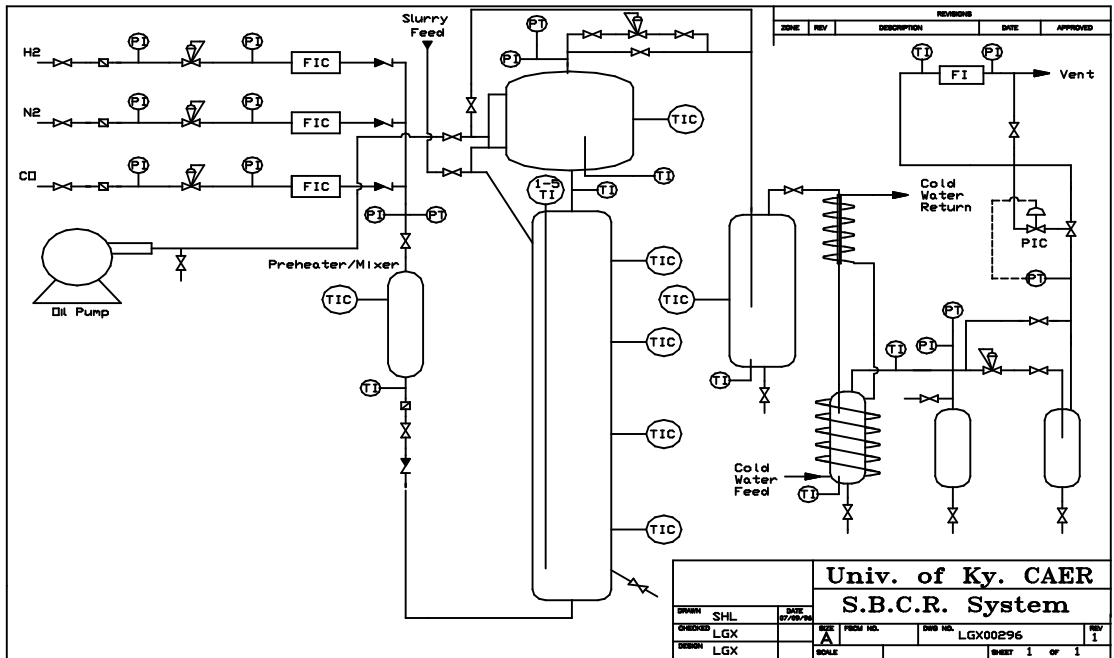 REVISIONS
ZONE REV DESCRIPTION DATE APPROVED
Slurry
Feed
H2
PI
PI
FIC
N2
PI
PI
FIC
CO
PI
PI
FIC
PI
PT
Oil Pump
Preheater/Mixer
TIC
TI
PT
PI
TIC
TI
TI
1-5
TI
TIC
TIC
TIC
TIC
TIC
TI
Cold
Water
Return
Cold
Water
Feed
TI
TI
PT
PI
TI
FI
PI
Vent
PIC
PT
Univ. of Ky. CAER
S.B.C.R. System
DRAWN SHL DATE 07/09/96
CHECKED LGX
DESIGN LGX
SIZE A FSCM NO. DWG NO. LGX00296 REV 1
SCALE SHEET 1 OF 1